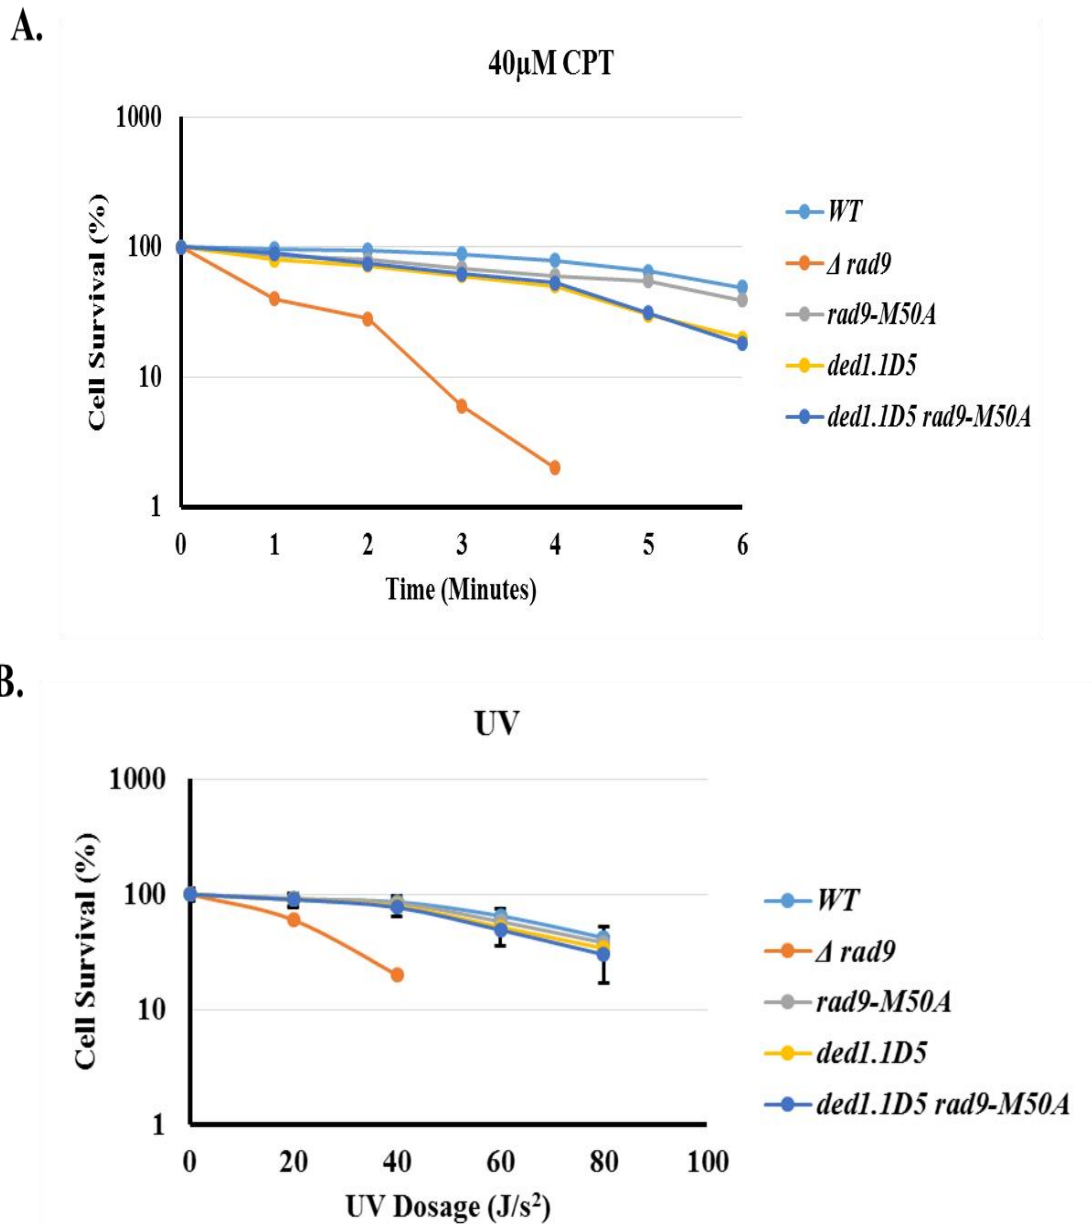 A.
40μM CPT
1000
100
10
1
Cell Survival (%)
0 1 2 3 4 5 6
Time (Minutes)
WT
Δ rad9
rad9-M50A
ded1.1D5
ded1.1D5 rad9-M50A
B.
UV
1000
100
10
1
Cell Survival (%)
0 20 40 60 80 100
UV Dosage (J/s²)
WT
Δ rad9
rad9-M50A
ded1.1D5
ded1.1D5 rad9-M50A